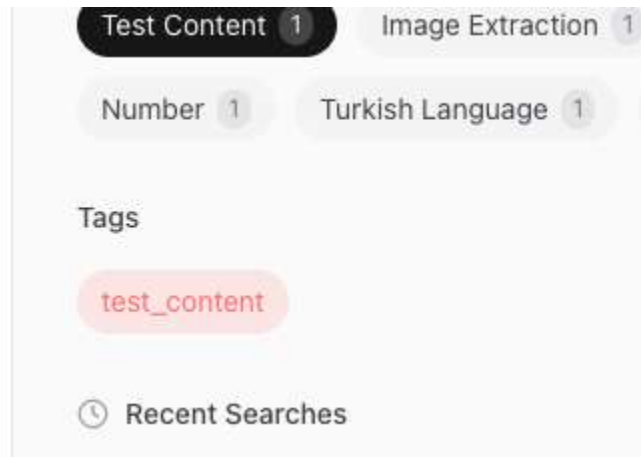 Test Content 1 Image Extraction 1
Number 1 Turkish Language 1
Tags
test_content
Recent Searches